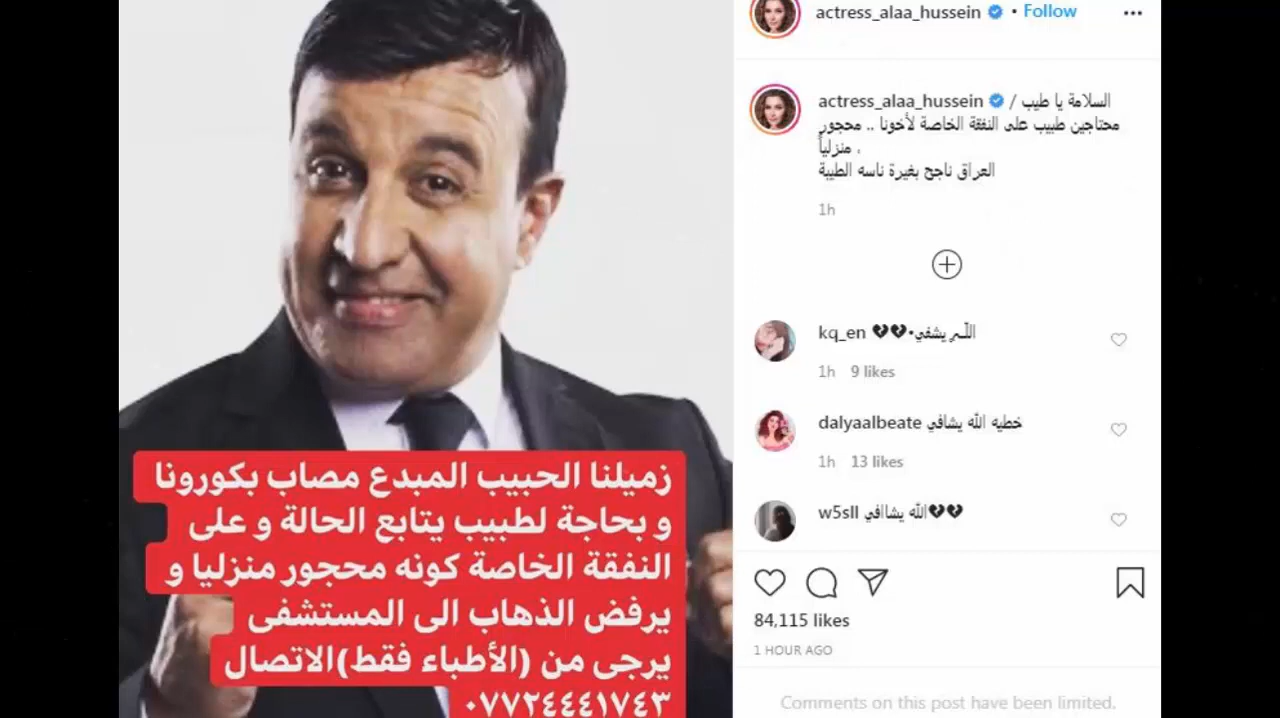 actress_alaa_hussein • Follow
actress_alaa_hussein السلامة يا طيب /
محتاجين طبيب على النفقة الخاصة لأخونا .. محجور
منزلياً ،
العراق ناجح بغيرة ناسه الطيبة
1h
kq_en 💔💔•اللّـمـ يشفي
1h 9 likes
dalyaalbeate خطيه الله يشافي
1h 13 likes
w5sll الله يشاافي💔💔
84,115 likes
1 HOUR AGO
Comments on this post have been limited.
زميلنا الحبيب المبدع مصاب بكورونا
و بحاجة لطبيب يتابع الحالة و على
النفقة الخاصة كونه محجور منزليا و
يرفض الذهاب الى المستشفى
يرجى من (الأطباء فقط)الاتصال
٠٧٧٢٤٤٤١٧٤٣